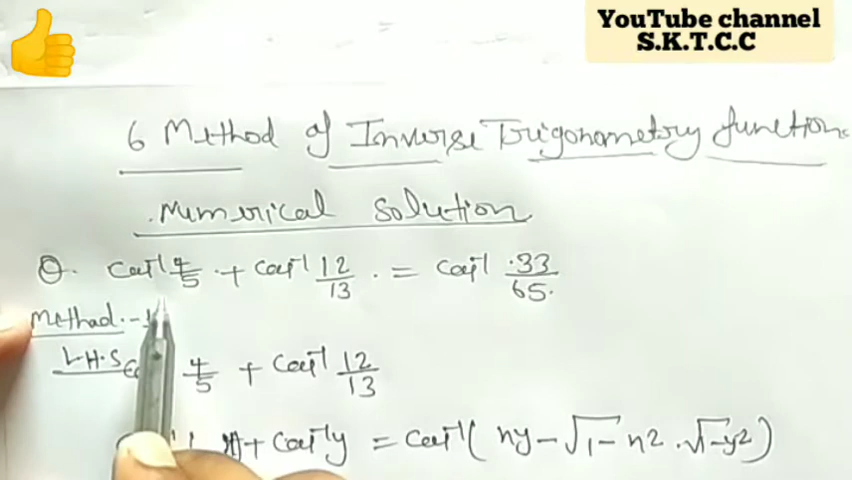 YouTube channel
S.K.T.C.C
6 Method of Inverse Trigonometry function
Numerical Solution
Q. cos⁻¹ 4/5 + cos⁻¹ 12/13 = cos⁻¹ 33/65
Method - 1
L.H.S 4/5 + cos⁻¹ 12/13
+ cos⁻¹y = cos⁻¹( xy - √1-x2 . √1-y2 )